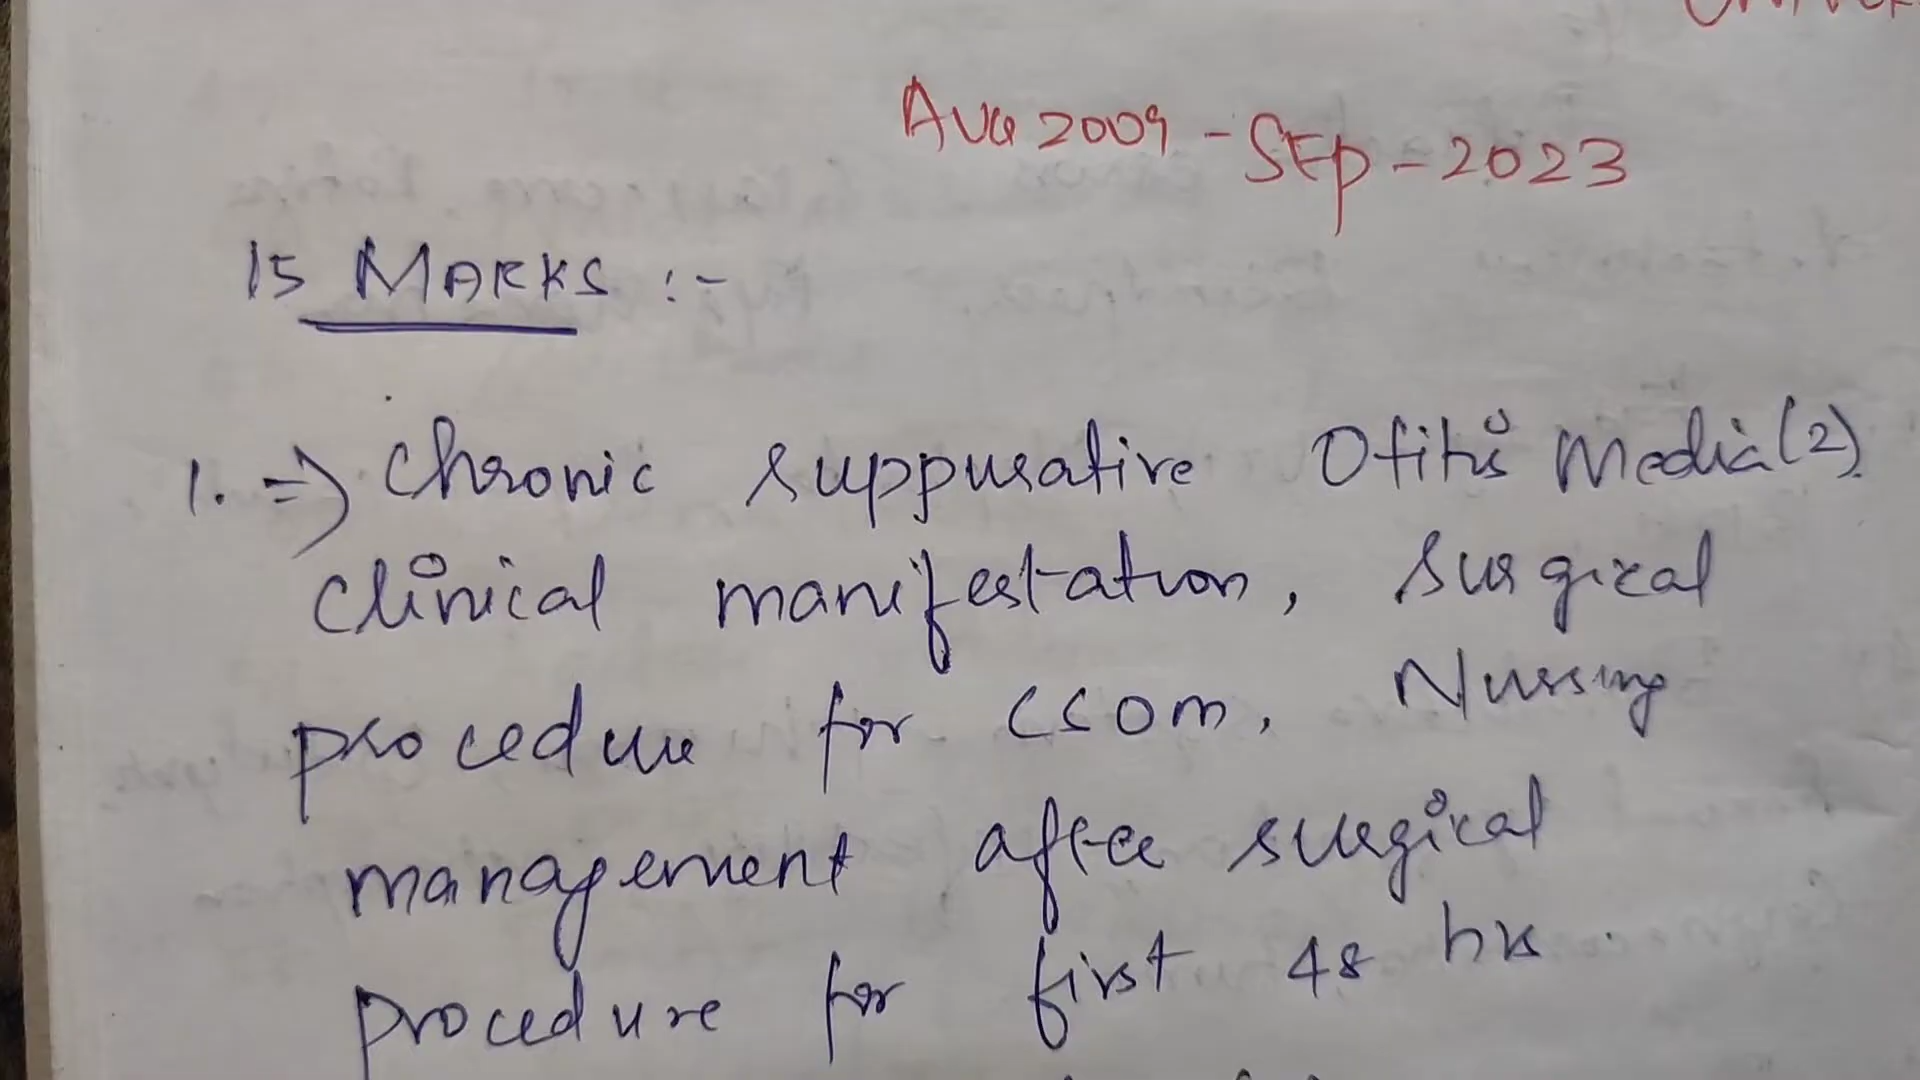 AUG 2009 - SEP - 2023
15 MARKS :-
1. => Chronic suppurative Otitis Media (2)
Clinical manifestation, surgical
procedure for CSOM, Nursing
management after surgical
procedure for first 48 hrs.